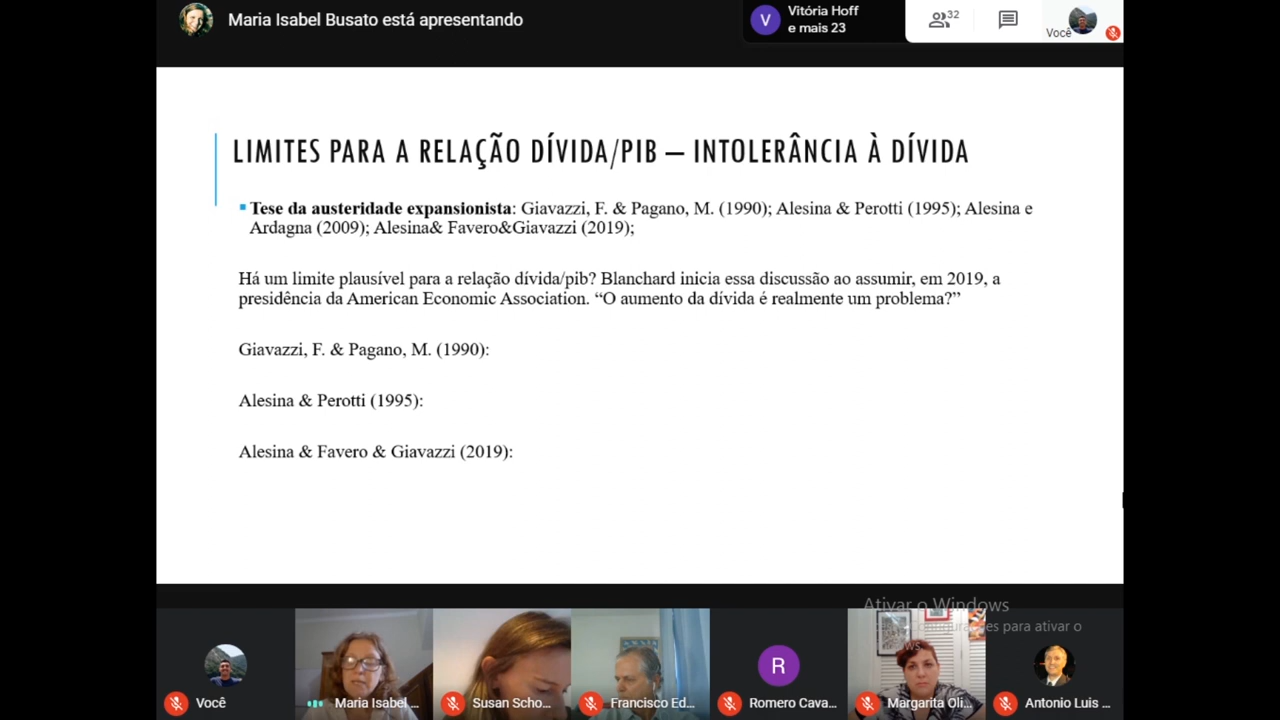 Maria Isabel Busato está apresentando
V
Vitória Hoff
e mais 23
32
Você
LIMITES PARA A RELAÇÃO DÍVIDA/PIB – INTOLERÂNCIA À DÍVIDA
Tese da austeridade expansionista: Giavazzi, F. & Pagano, M. (1990); Alesina & Perotti (1995); Alesina e
Ardagna (2009); Alesina& Favero&Giavazzi (2019);
Há um limite plausível para a relação dívida/pib? Blanchard inicia essa discussão ao assumir, em 2019, a
presidência da American Economic Association. “O aumento da dívida é realmente um problema?”
Giavazzi, F. & Pagano, M. (1990):
Alesina & Perotti (1995):
Alesina & Favero & Giavazzi (2019):
Ativar o Windows
para ativar o
R
Você
Maria Isabel ...
Susan Scho...
Francisco Ed...
Romero Cava...
Margarita Oli...
Antonio Luis ...